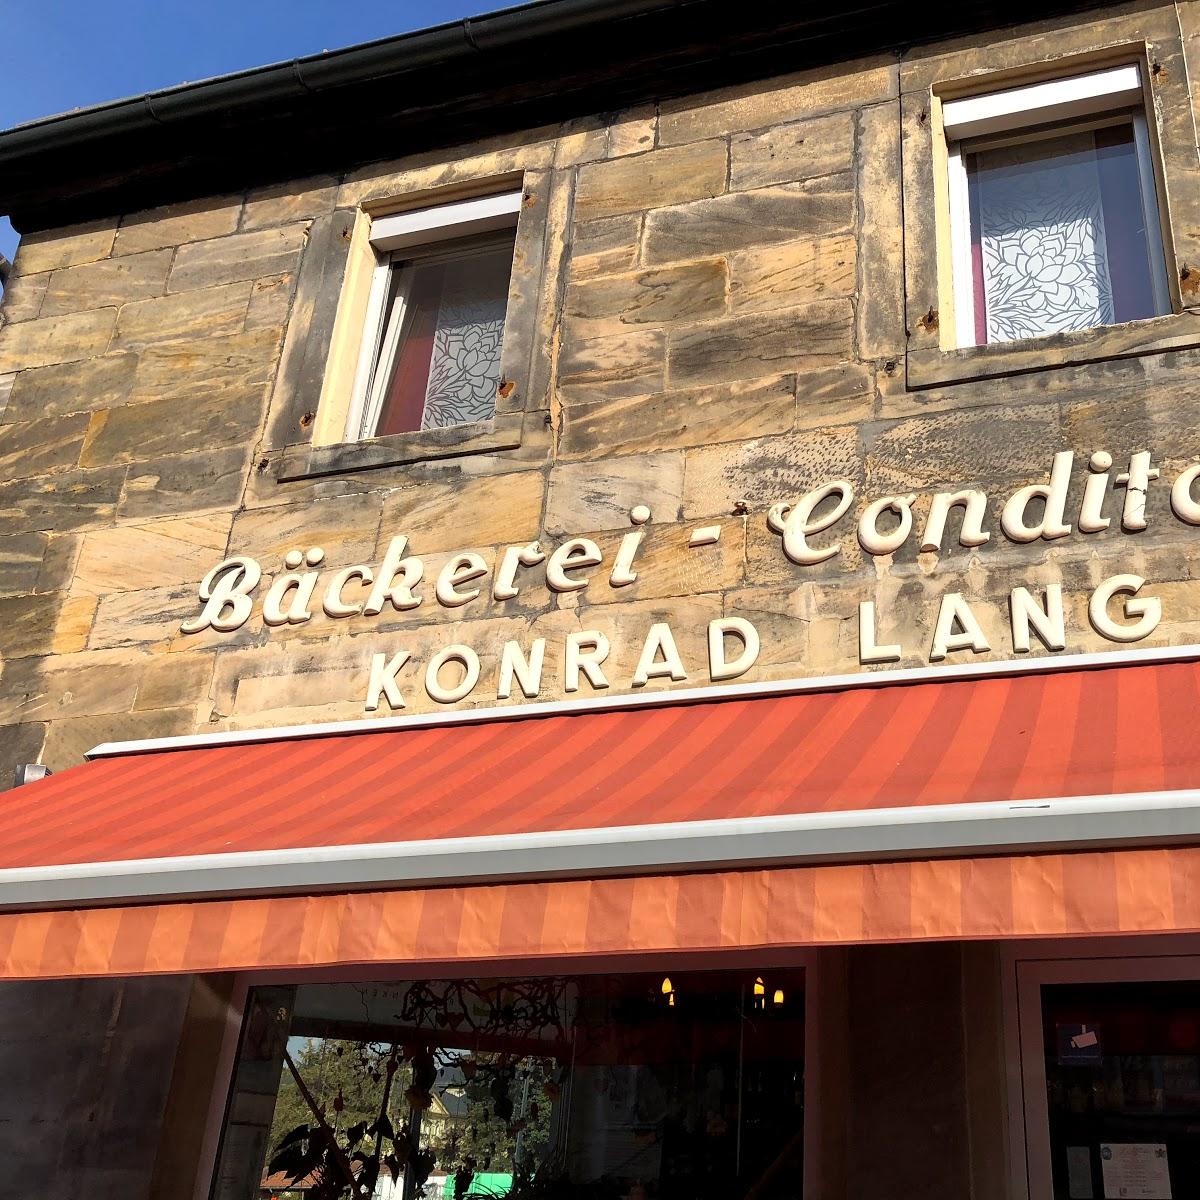 Bäckerei - Condito
KONRAD LANG